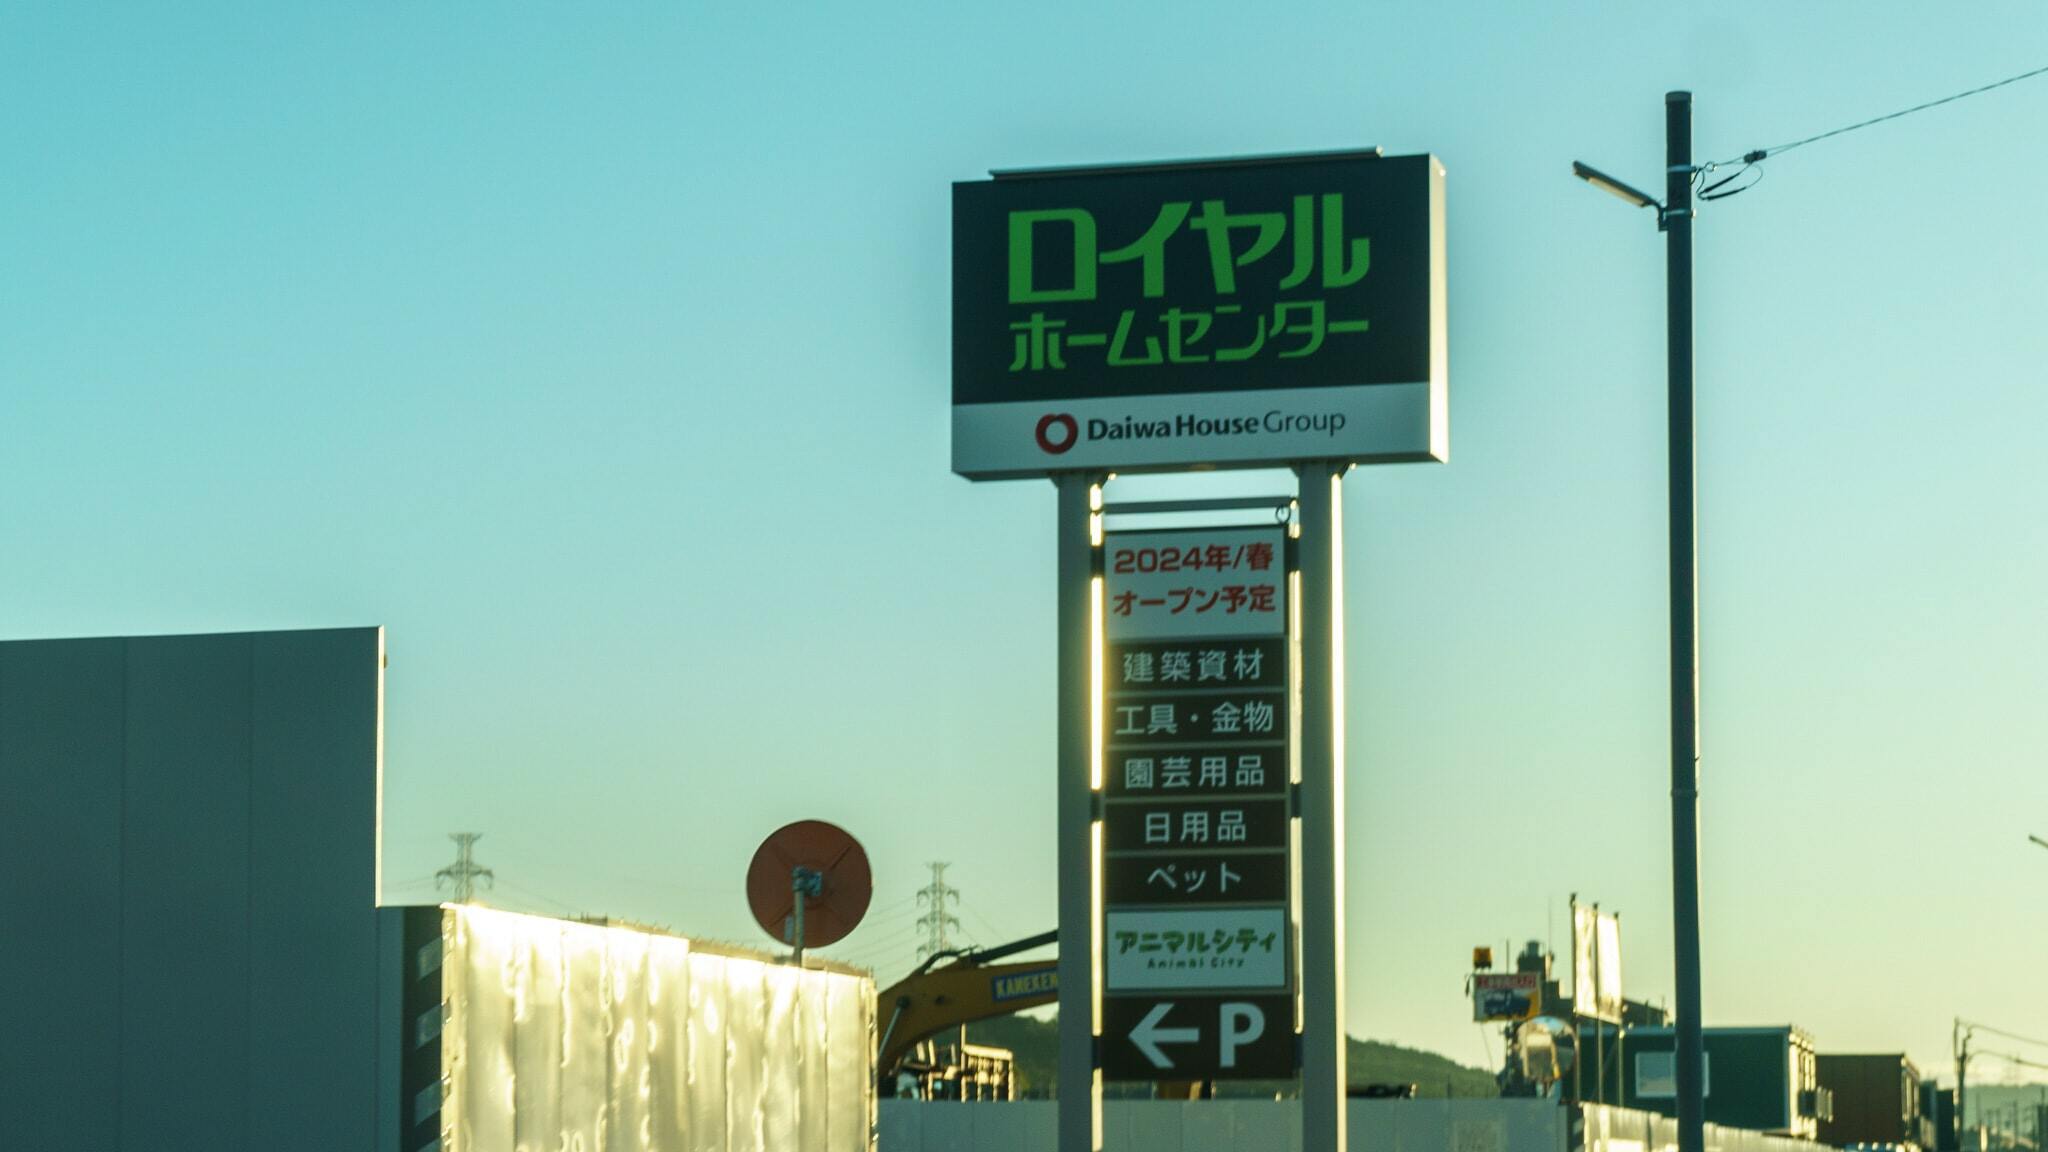 ロイヤル
ホームセンター
Daiwa House Group
2024年/春
オープン予定
建築資材
工具・金物
園芸用品
日用品
ペット
アニマルシティ
Animal City
←P
KANEKEN